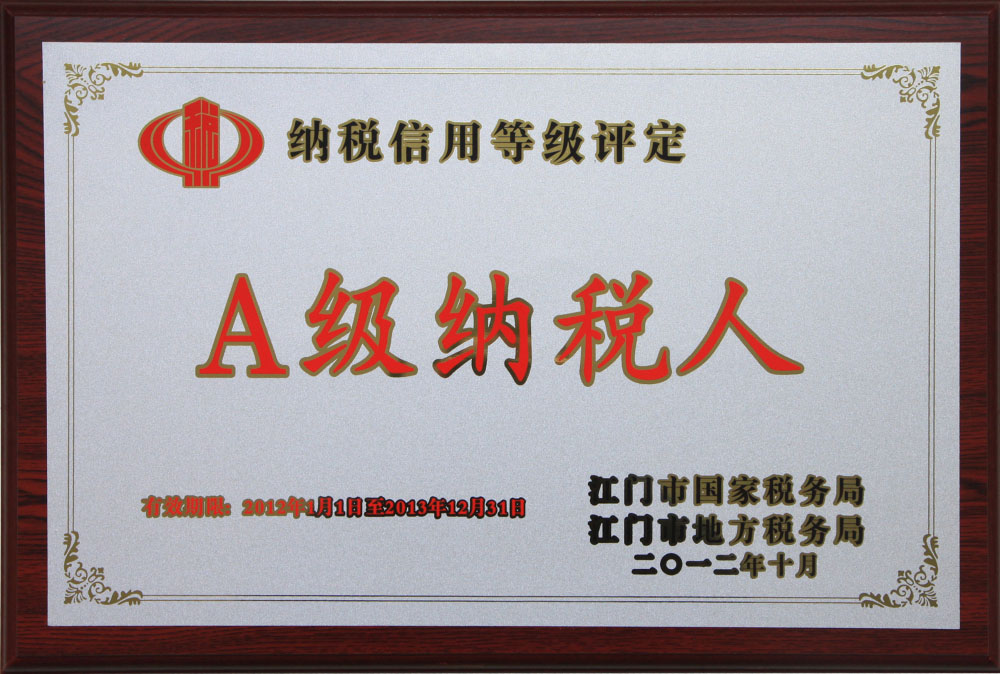 税
纳税信用等级评定
A级纳税人
有效期限: 2012年1月1日至2013年12月31日
江门市国家税务局
江门市地方税务局
二〇一二年十月